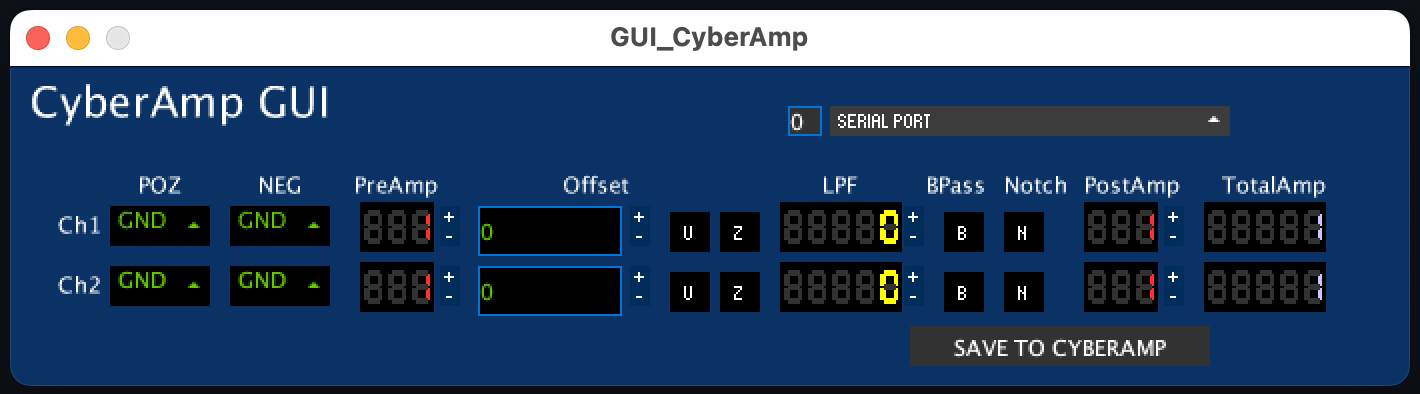 GUI_CyberAmp
CyberAmp GUI
0 SERIAL PORT
POZ NEG PreAmp Offset LPF BPass Notch PostAmp TotalAmp
Ch1 GND GND 1 + - 0 + - U Z 0 + - B N 1 + - 1
Ch2 GND GND 1 + - 0 + - U Z 0 + - B N 1 + - 1
SAVE TO CYBERAMP